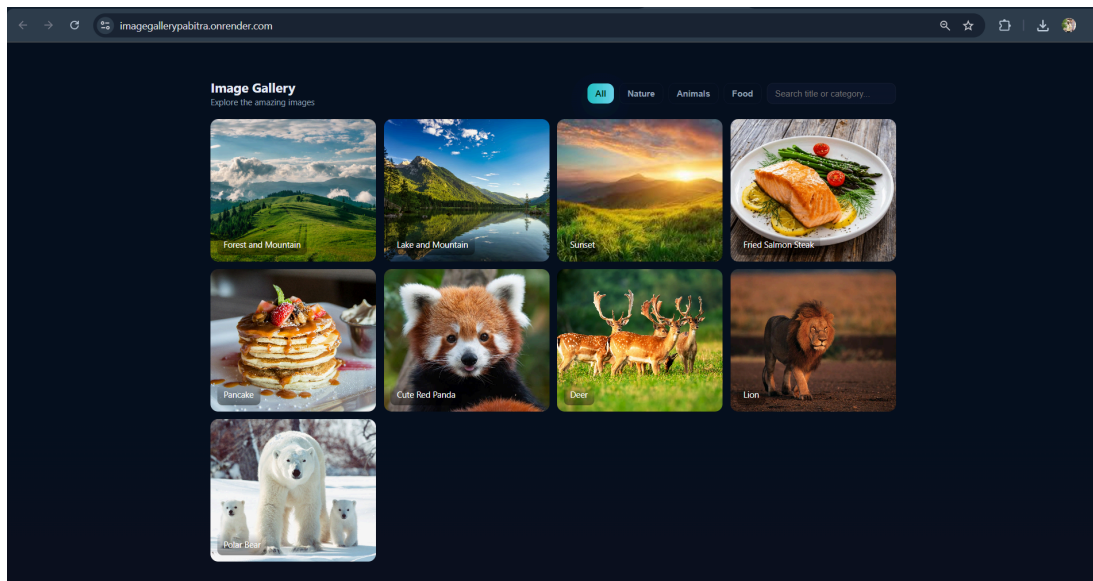 imagegallerypabitra.onrender.com
Image Gallery
Explore the amazing images
All Nature Animals Food Search title or category...
Forest and Mountain
Lake and Mountain
Sunset
Fried Salmon Steak
Pancake
Cute Red Panda
Deer
Lion
Polar Bear